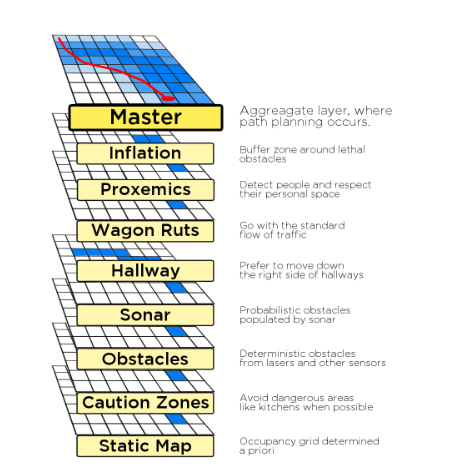 Master
Aggreagate layer, where
path planning occurs.
Inflation
Buffer zone around lethal
obstacles
Proxemics
Detect people and respect
their personal space
Wagon Ruts
Go with the standard
flow of traffic
Hallway
Prefer to move down
the right side of hallways
Sonar
Probabilistic obstacles
populated by sonar
Obstacles
Deterministic obstacles
from lasers and other sensors
Caution Zones
Avoid dangerous areas
like kitchens when possible
Static Map
Occupancy grid determined
a priori